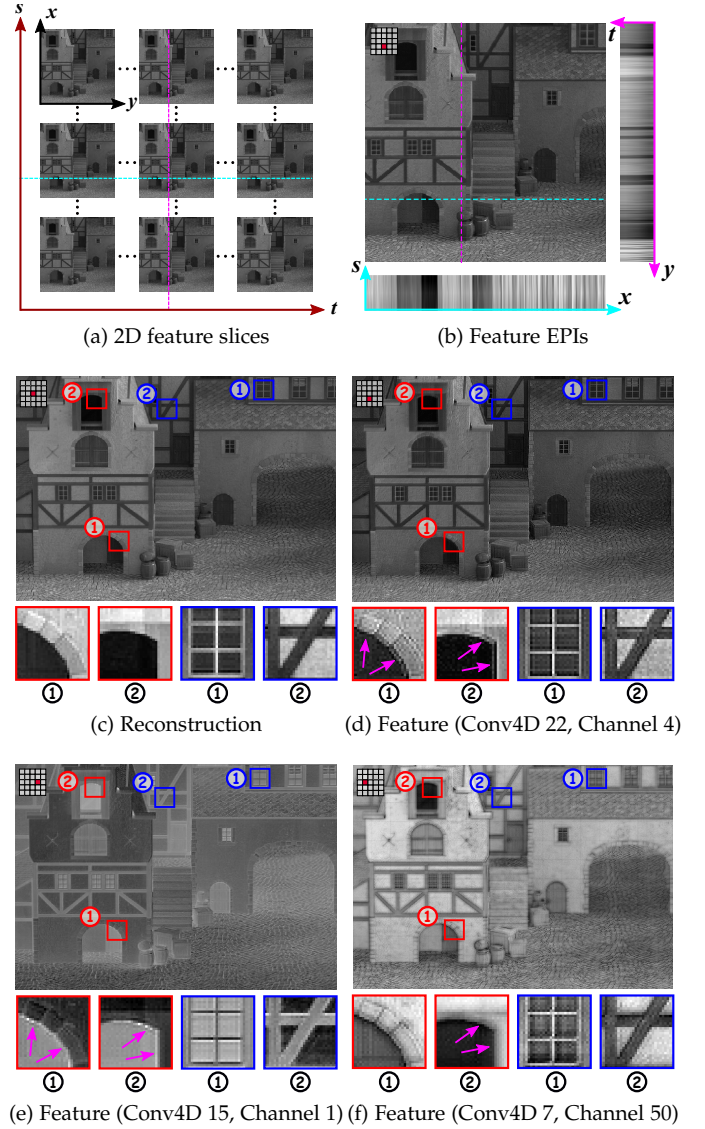 s
x
y
t
(a) 2D feature slices
t
y
s
x
(b) Feature EPIs
2 2 1
1
1 2 1 2
(c) Reconstruction
2 2 1
1
1 2 1 2
(d) Feature (Conv4D 22, Channel 4)
2 2 1
1
1 2 1 2
(e) Feature (Conv4D 15, Channel 1)
2 2 1
1
1 2 1 2
(f) Feature (Conv4D 7, Channel 50)